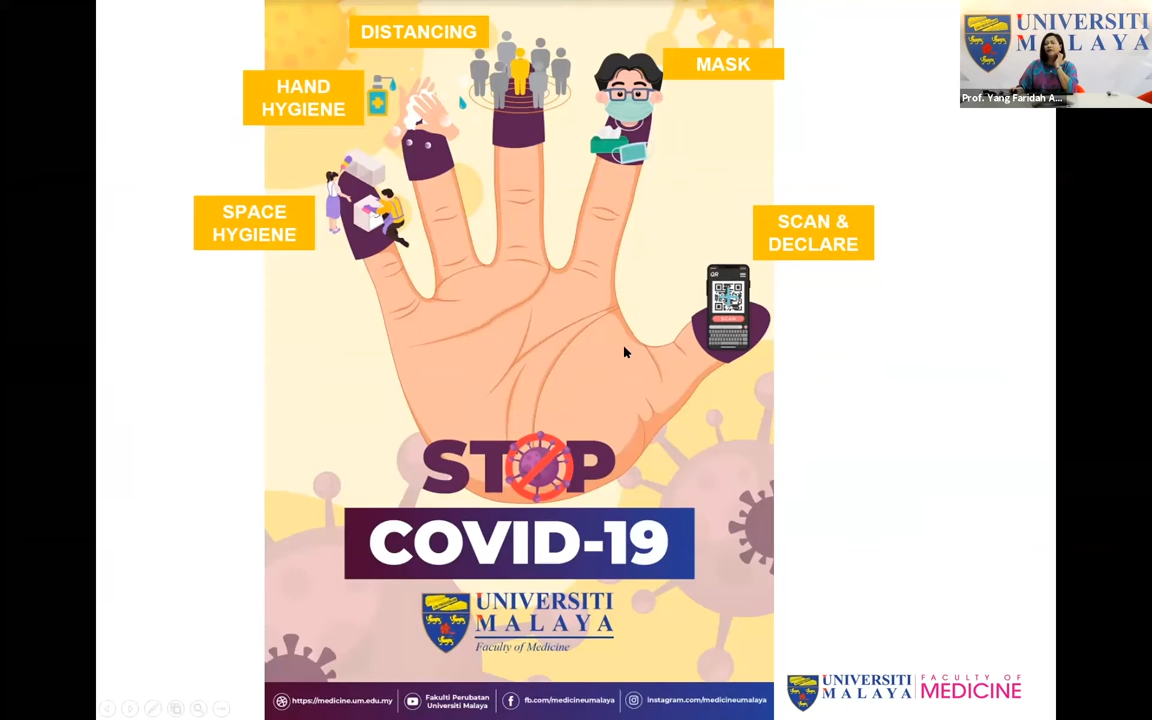 DISTANCING
MASK
HAND
HYGIENE
SPACE
HYGIENE
SCAN &
DECLARE
QR
SCAN
STOP
COVID-19
UNIVERSITI
MALAYA
Faculty of Medicine
https://medicine.um.edu.my
Fakulti Perubatan
Universiti Malaya
fb.com/medicineumalaya
instagram.com/medicineumalaya
UNIVERSITI
MALAYA
FACULTY OF
MEDICINE
UNIVERSITI
MALAYA
Prof. Yang Faridah A...